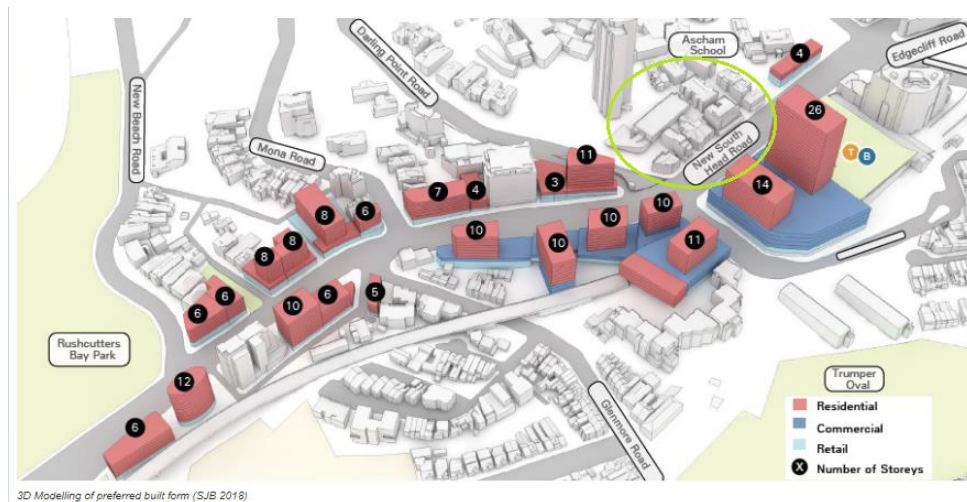 Ascham
School
4
Edgecliff Road
Darling Point Road
New Beach Road
26
T
B
New South
Head Road
Mona Road
11
14
7
4
3
8
6
10
10
10
10
11
8
8
6
6
10
6
5
Rushcutters
Bay Park
12
6
Glenmore Road
Trumper
Oval
Residential
Commercial
Retail
X Number of Storeys
3D Modelling of preferred built form (SJB 2018)